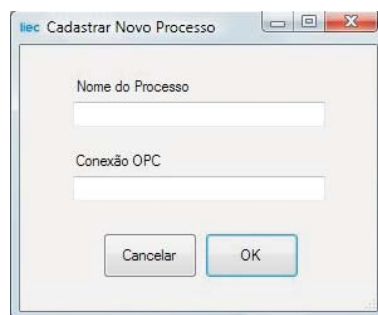 liec Cadastrar Novo Processo
Nome do Processo
Conexão OPC
Cancelar OK